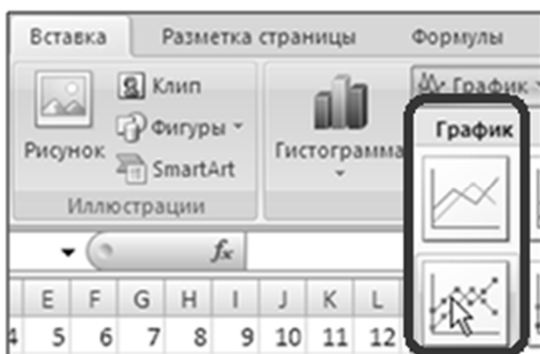 Вставка Разметка страницы Формулы
Рисунок
Клип
Фигуры
SmartArt
Иллюстрации
Гистограмма
График
График
fx
E F G H I J K L
4 5 6 7 8 9 10 11 12